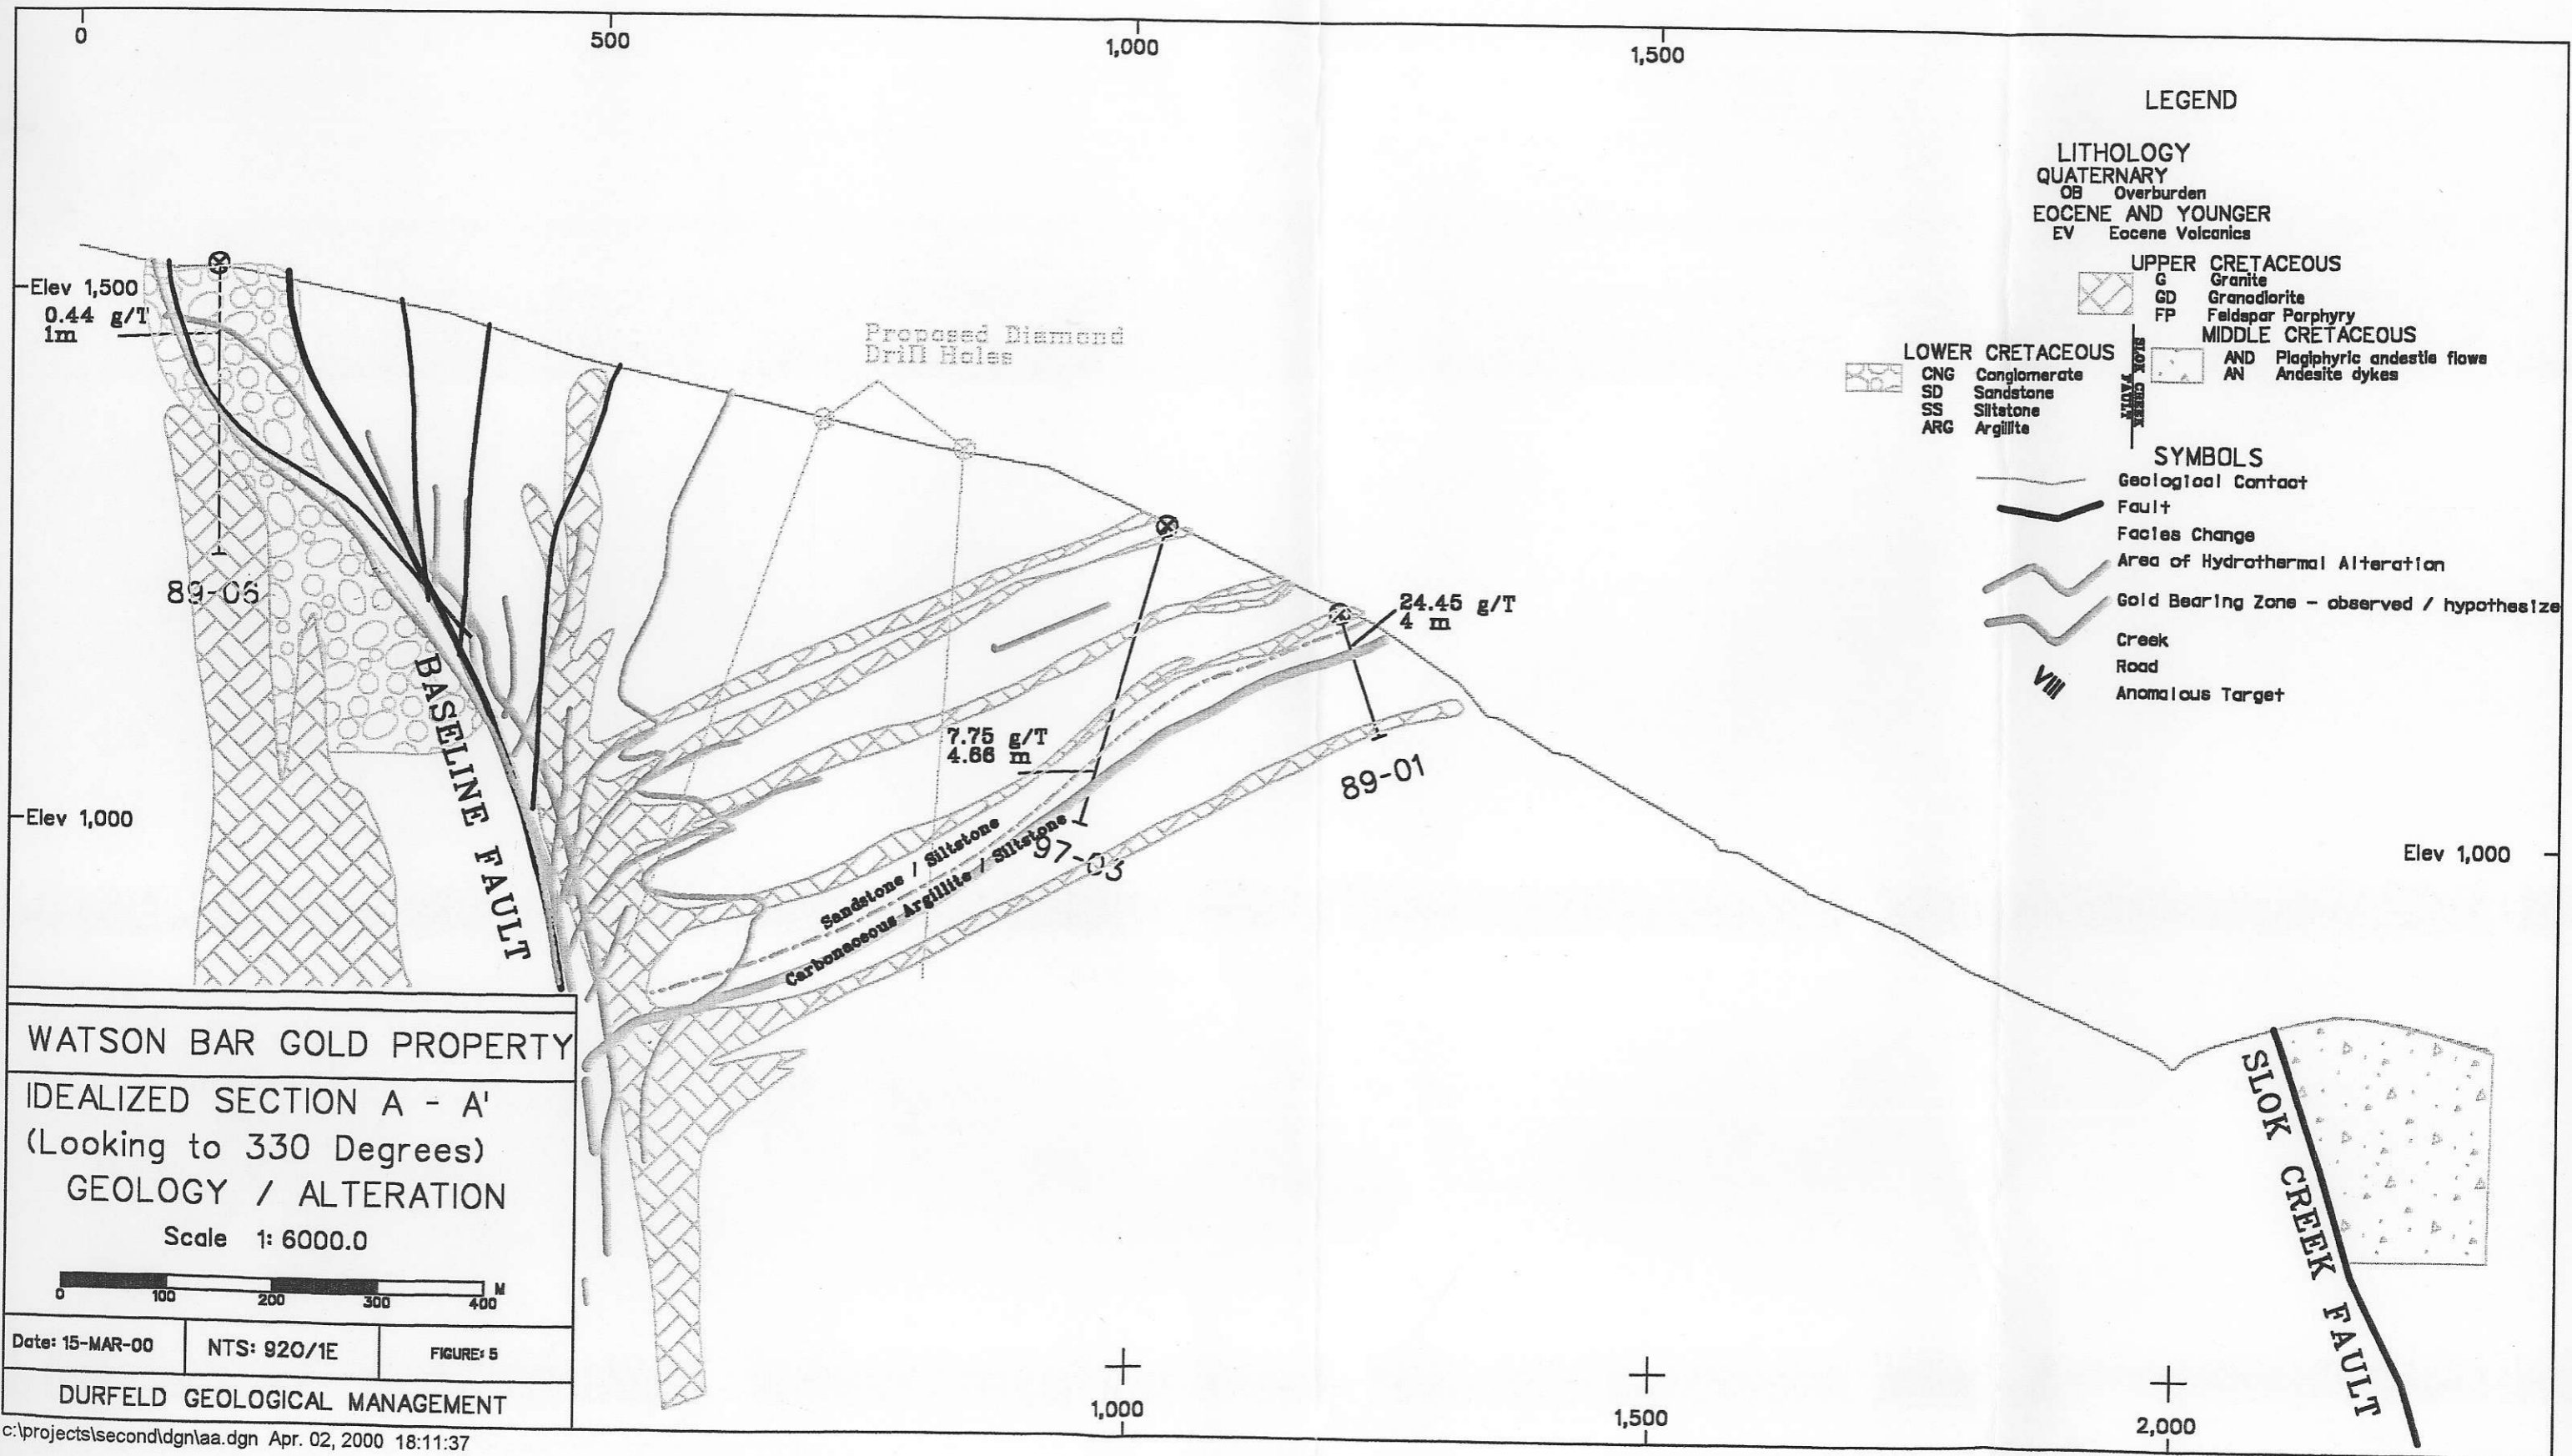 0
500
1,000
1,500
LEGEND
LITHOLOGY
QUATERNARY
OB Overburden
EOCENE AND YOUNGER
EV Eocene Volcanics
UPPER CRETACEOUS
G Granite
GD Granodiorite
FP Feldspar Porphyry
MIDDLE CRETACEOUS
AND Plagiphyric andestie flows
AN Andesite dykes
SLOK CREEK
FAULT
LOWER CRETACEOUS
CNG Conglomerate
SD Sandstone
SS Siltstone
ARG Argillite
SYMBOLS
Geological Contact
Fault
Facies Change
Area of Hydrothermal Alteration
Gold Bearing Zone - observed / hypothesize
Creek
Road
VIII
Anomalous Target
Elev 1,500
0.44 g/T
1m
Proposed Diamond
Drill Holes
89-06
24.45 g/T
4 m
7.75 g/T
4.66 m
89-01
97-03
BASELINE FAULT
Sandstone / Siltstone
Carbonaceous Argillite / Siltstone
Elev 1,000
Elev 1,000
SLOK CREEK FAULT
WATSON BAR GOLD PROPERTY
IDEALIZED SECTION A - A'
(Looking to 330 Degrees)
GEOLOGY / ALTERATION
Scale 1: 6000.0
M
0 100 200 300 400
Date: 15-MAR-00 NTS: 920/1E FIGURE: 5
DURFELD GEOLOGICAL MANAGEMENT
1,000
1,500
2,000
c:\projects\second\dgn\aa.dgn Apr. 02, 2000 18:11:37